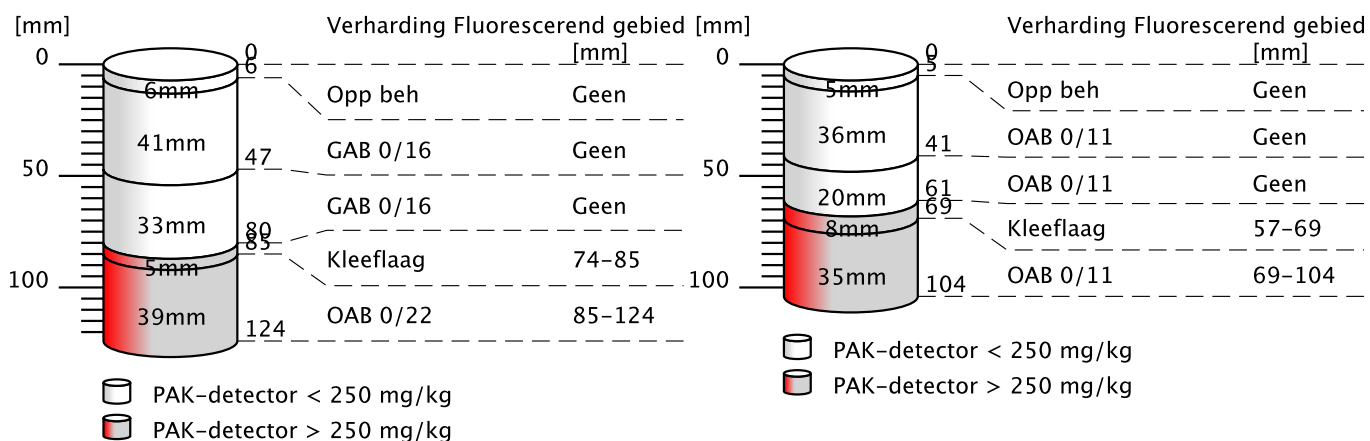 [mm] Verharding Fluorescerend gebied
[mm]
0 0
6
6mm Opp beh Geen
41mm GAB 0/16 Geen
50 47
33mm GAB 0/16 Geen
80
85
5mm Kleeflaag 74-85
100
39mm OAB 0/22 85-124
124
PAK-detector < 250 mg/kg
PAK-detector > 250 mg/kg
[mm] Verharding Fluorescerend gebied
[mm]
0 0
5
5mm Opp beh Geen
36mm OAB 0/11 Geen
41
50
20mm OAB 0/11 Geen
61
69
8mm Kleeflaag 57-69
35mm OAB 0/11 69-104
100 104
PAK-detector < 250 mg/kg
PAK-detector > 250 mg/kg